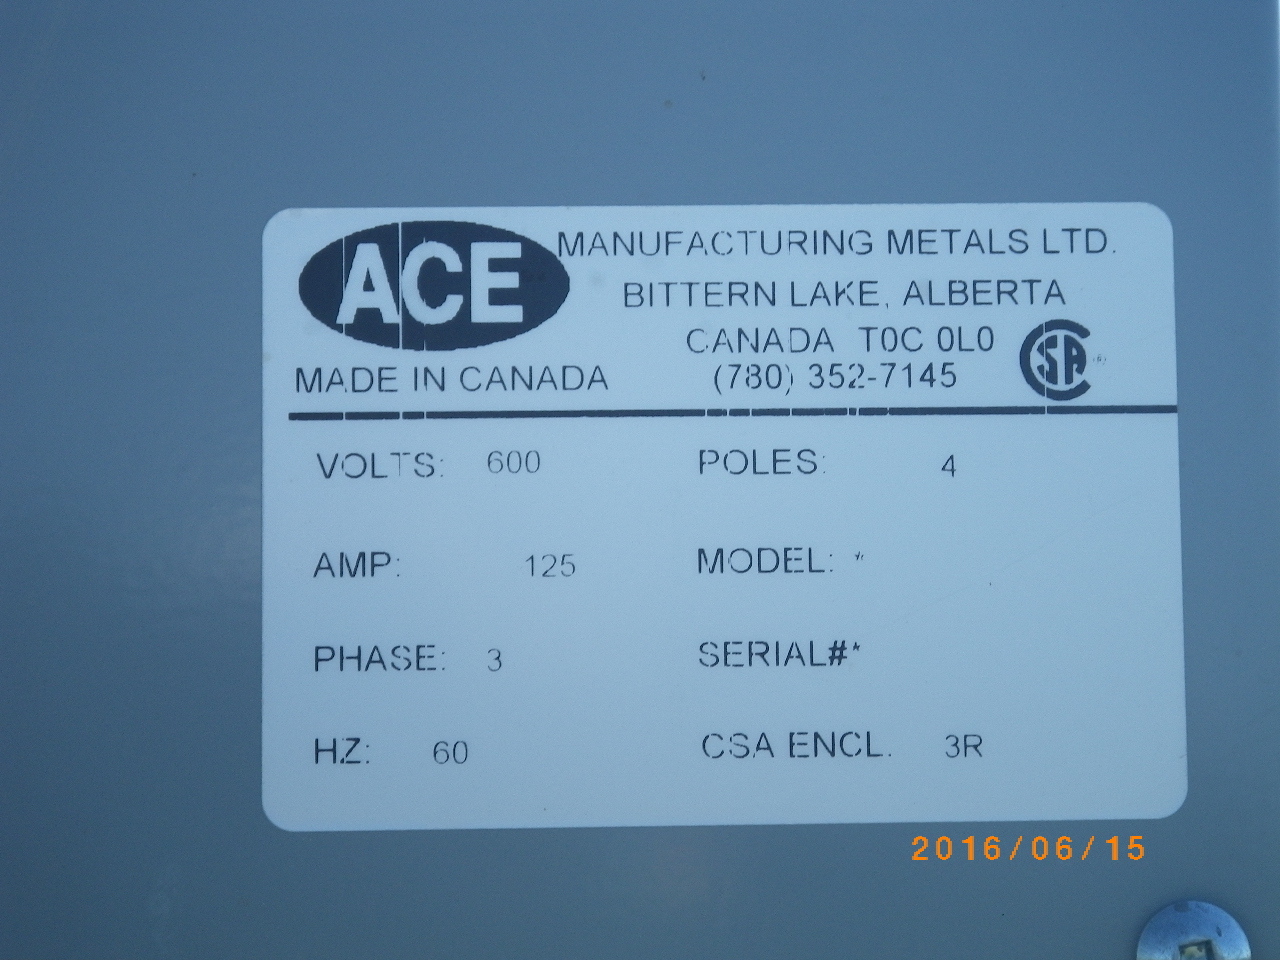 ACE MANUFACTURING METALS LTD.
BITTERN LAKE, ALBERTA
CANADA T0C 0L0
MADE IN CANADA (780) 352-7145
CSA
VOLTS: 600 POLES: 4
AMP: 125 MODEL: *
PHASE: 3 SERIAL#*
HZ: 60 CSA ENCL. 3R
2016/06/15